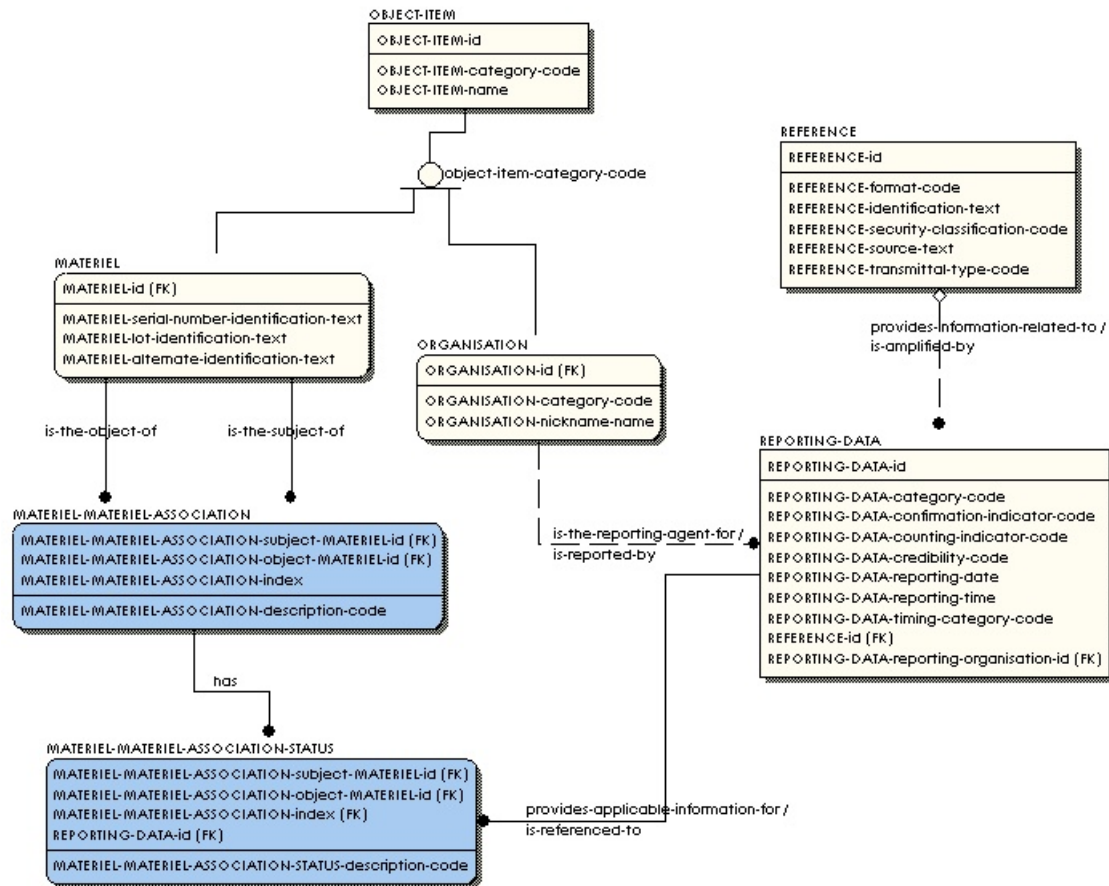 OBJECT-ITEM
OBJECT-ITEM-id
OBJECT-ITEM-category-code
OBJECT-ITEM-name
object-item-category-code
REFERENCE
REFERENCE-id
REFERENCE-format-code
REFERENCE-identification-text
REFERENCE-security-classification-code
REFERENCE-source-text
REFERENCE-transmittal-type-code
provides-information-related-to /
is-amplified-by
MATERIEL
MATERIEL-id (FK)
MATERIEL-serial-number-identification-text
MATERIEL-lot-identification-text
MATERIEL-alternate-identification-text
is-the-object-of
is-the-subject-of
ORGANISATION
ORGANISATION-id (FK)
ORGANISATION-category-code
ORGANISATION-nickname-name
is-the-reporting-agent-for /
is-reported-by
REPORTING-DATA
REPORTING-DATA-id
REPORTING-DATA-category-code
REPORTING-DATA-confirmation-indicator-code
REPORTING-DATA-counting-indicator-code
REPORTING-DATA-credibility-code
REPORTING-DATA-reporting-date
REPORTING-DATA-reporting-time
REPORTING-DATA-timing-category-code
REFERENCE-id (FK)
REPORTING-DATA-reporting-organisation-id (FK)
MATERIEL-MATERIEL-ASSOCIATION
MATERIEL-MATERIEL-ASSOCIATION-subject-MATERIEL-id (FK)
MATERIEL-MATERIEL-ASSOCIATION-object-MATERIEL-id (FK)
MATERIEL-MATERIEL-ASSOCIATION-index
MATERIEL-MATERIEL-ASSOCIATION-description-code
has
MATERIEL-MATERIEL-ASSOCIATION-STATUS
MATERIEL-MATERIEL-ASSOCIATION-subject-MATERIEL-id (FK)
MATERIEL-MATERIEL-ASSOCIATION-object-MATERIEL-id (FK)
MATERIEL-MATERIEL-ASSOCIATION-index (FK)
REPORTING-DATA-id (FK)
MATERIEL-MATERIEL-ASSOCIATION-STATUS-description-code
provides-applicable-information-for /
is-referenced-to